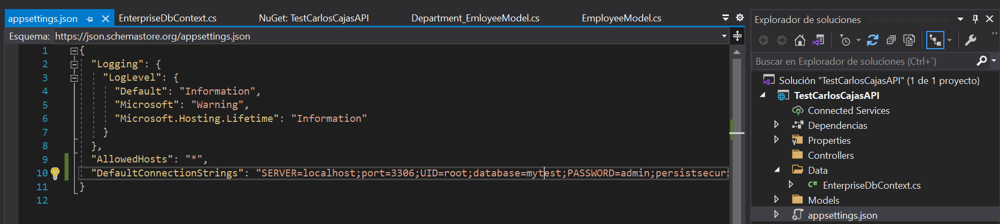 appsettings.json
EnterpriseDbContext.cs
NuGet: TestCarlosCajasAPI
Department_EmloyeeModel.cs
EmployeeModel.cs
Esquema: https://json.schemastore.org/appsettings.json
1 {
2 "Logging": {
3 "LogLevel": {
4 "Default": "Information",
5 "Microsoft": "Warning",
6 "Microsoft.Hosting.Lifetime": "Information"
7 }
8 },
9 "AllowedHosts": "*",
10 "DefaultConnectionStrings": "SERVER=localhost;port=3306;UID=root;database=mytest;PASSWORD=admin;persistsecuri
11 }
12
Explorador de soluciones
Buscar en Explorador de soluciones (Ctrl+`)
Solución "TestCarlosCajasAPI" (1 de 1 proyecto)
TestCarlosCajasAPI
Connected Services
Dependencias
Properties
Controllers
Data
C# EnterpriseDbContext.cs
Models
appsettings.json